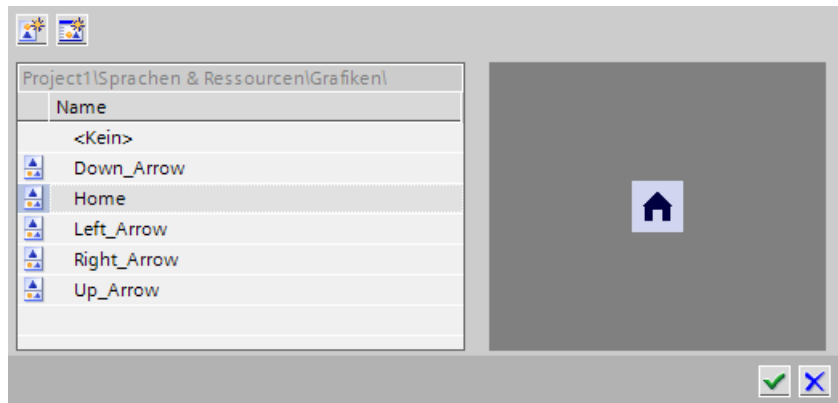 Project1\Sprachen & Ressourcen\Grafiken\
Name
<Kein>
Down_Arrow
Home
Left_Arrow
Right_Arrow
Up_Arrow